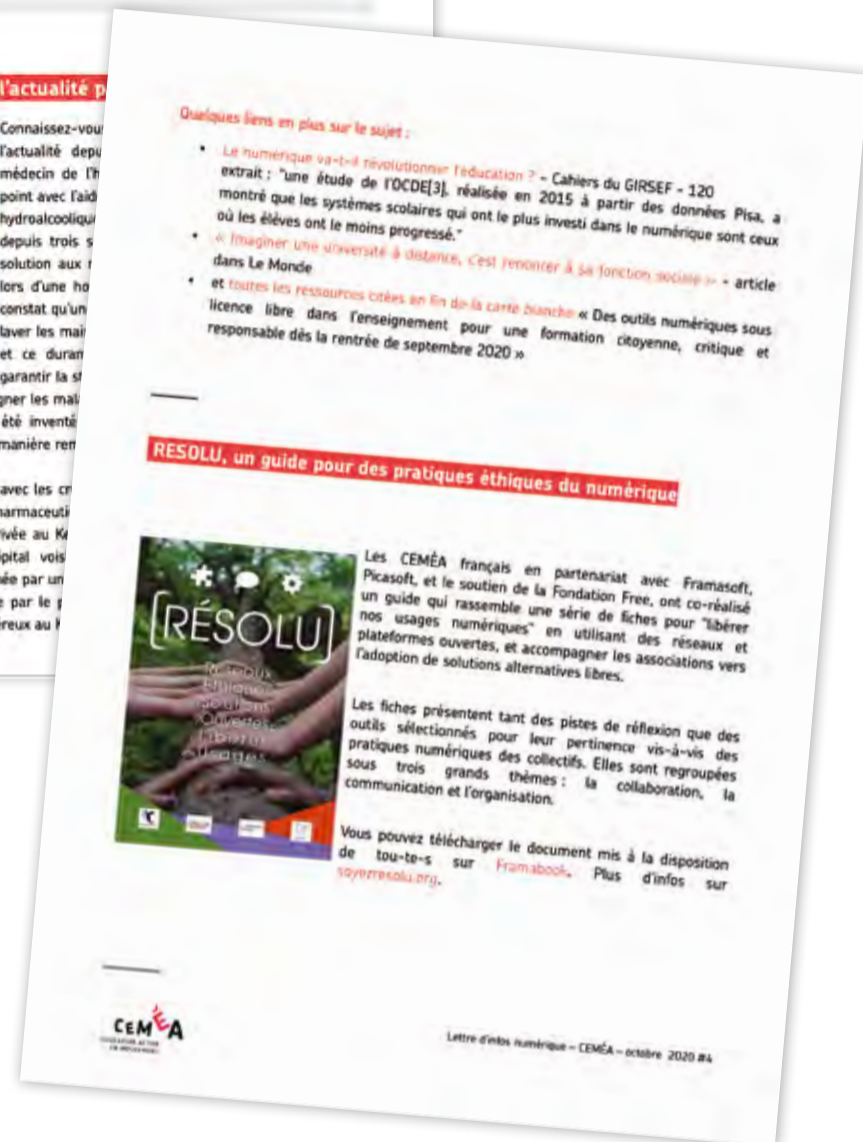 l'actualité p
Connaissez-vous
l'actualité depu
médecin de l'h
point avec l'aid
hydroalcoolique
depuis trois s
solution aux
lors d'une ho
constat qu'un
laver les mai
et ce duran
garantir la st
gner les mal
été inventé
manière rem
avec les cr
harmaceuti
ivée au Ke
pital vois
ée par un
e par le p
éreux au K
Quelques liens en plus sur le sujet :
• Le numérique va-t-il révolutionner l'éducation ? – Cahiers du GIRSEF – 120
extrait : "une étude de l'OCDE[3], réalisée en 2015 à partir des données Pisa, a
montré que les systèmes scolaires qui ont le plus investi dans le numérique sont ceux
où les élèves ont le moins progressé."
• « Imaginer une université à distance, c'est renoncer à sa fonction sociale » – article
dans Le Monde
• et toutes les ressources citées en fin de la carte blanche « Des outils numériques sous
licence libre dans l'enseignement pour une formation citoyenne, critique et
responsable dès la rentrée de septembre 2020 »
RESOLU, un guide pour des pratiques éthiques du numérique
[RÉSOLU]
Réseaux
Ethiques
Solutions
Ouvertes
Libérer
Usages
Les CEMÉA français en partenariat avec Framasoft,
Picasoft, et le soutien de la Fondation Free, ont co-réalisé
un guide qui rassemble une série de fiches pour "libérer
nos usages numériques" en utilisant des réseaux et
plateformes ouvertes, et accompagner les associations vers
l'adoption de solutions alternatives libres.
Les fiches présentent tant des pistes de réflexion que des
outils sélectionnés pour leur pertinence vis-à-vis des
pratiques numériques des collectifs. Elles sont regroupées
sous trois grands thèmes : la collaboration, la
communication et l'organisation.
Vous pouvez télécharger le document mis à la disposition
de tou-te-s sur Framabook. Plus d'infos sur
soyezresolu.org.
CEMÉA
Lettre d'infos numérique – CEMÉA – octobre 2020 #4